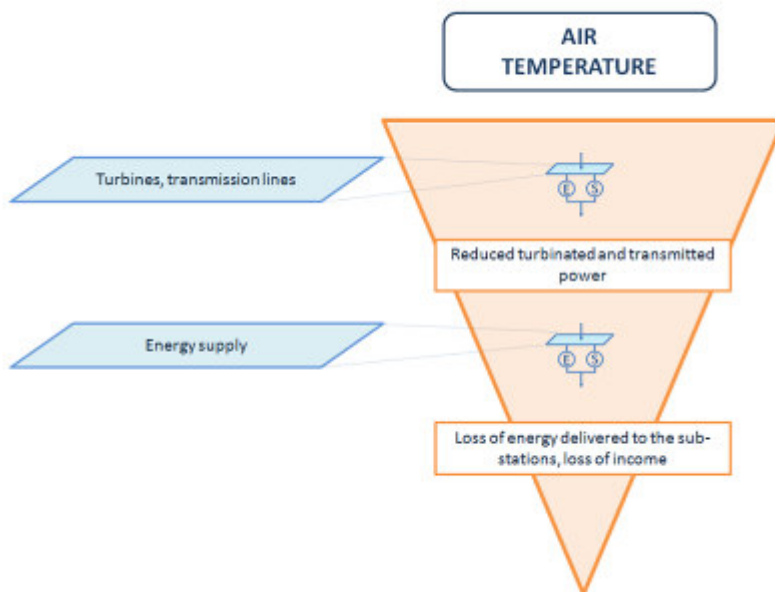 AIR
TEMPERATURE
Turbines, transmission lines
E S
Reduced turbinated and transmitted
power
Energy supply
E S
Loss of energy delivered to the sub-
stations, loss of income